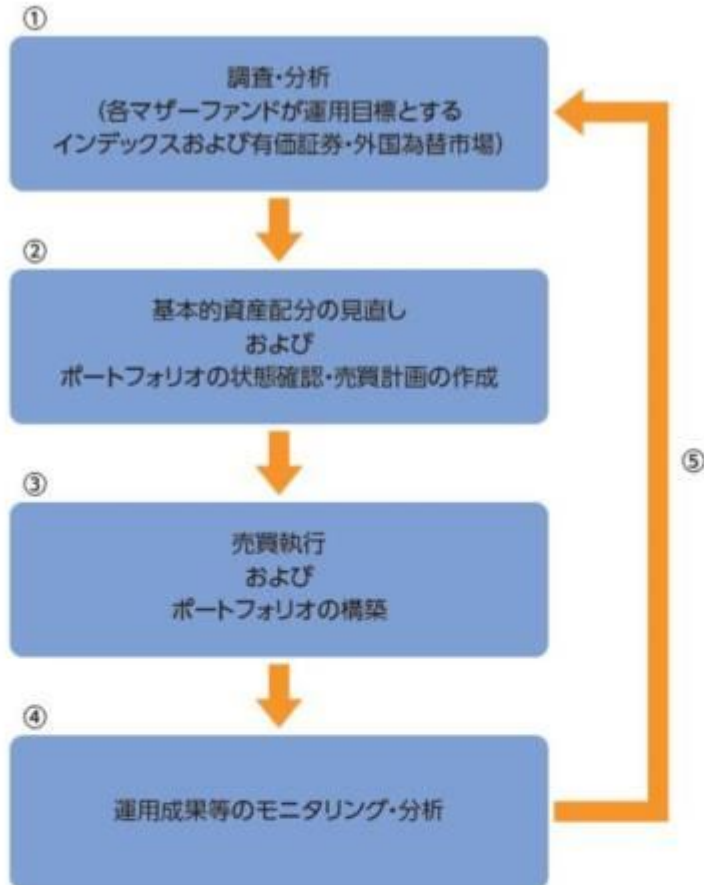 ①
調査・分析
(各マザーファンドが運用目標とする
インデックスおよび有価証券・外国為替市場)
②
基本的資産配分の見直し
および
ポートフォリオの状態確認・売買計画の作成
③
売買執行
および
ポートフォリオの構築
④
運用成果等のモニタリング・分析
⑤